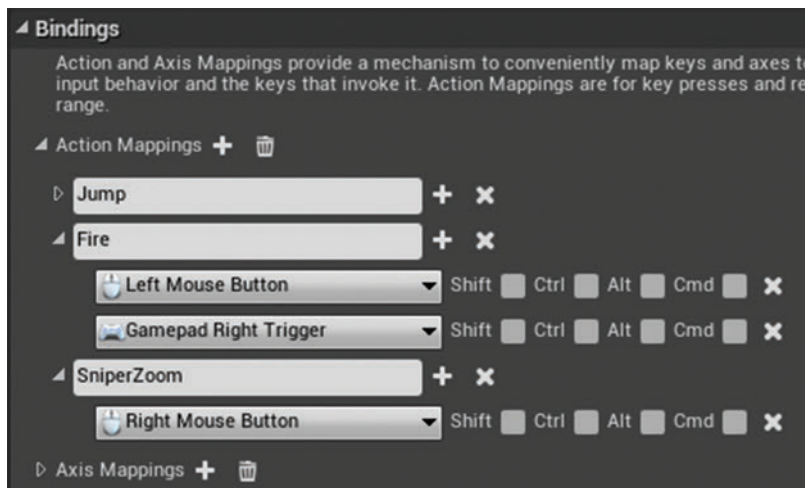 Bindings
Action and Axis Mappings provide a mechanism to conveniently map keys and axes
input behavior and the keys that invoke it. Action Mappings are for key presses and
range.
Action Mappings
Jump
Fire
Left Mouse Button Shift Ctrl Alt Cmd
Gamepad Right Trigger Shift Ctrl Alt Cmd
SniperZoom
Right Mouse Button Shift Ctrl Alt Cmd
Axis Mappings